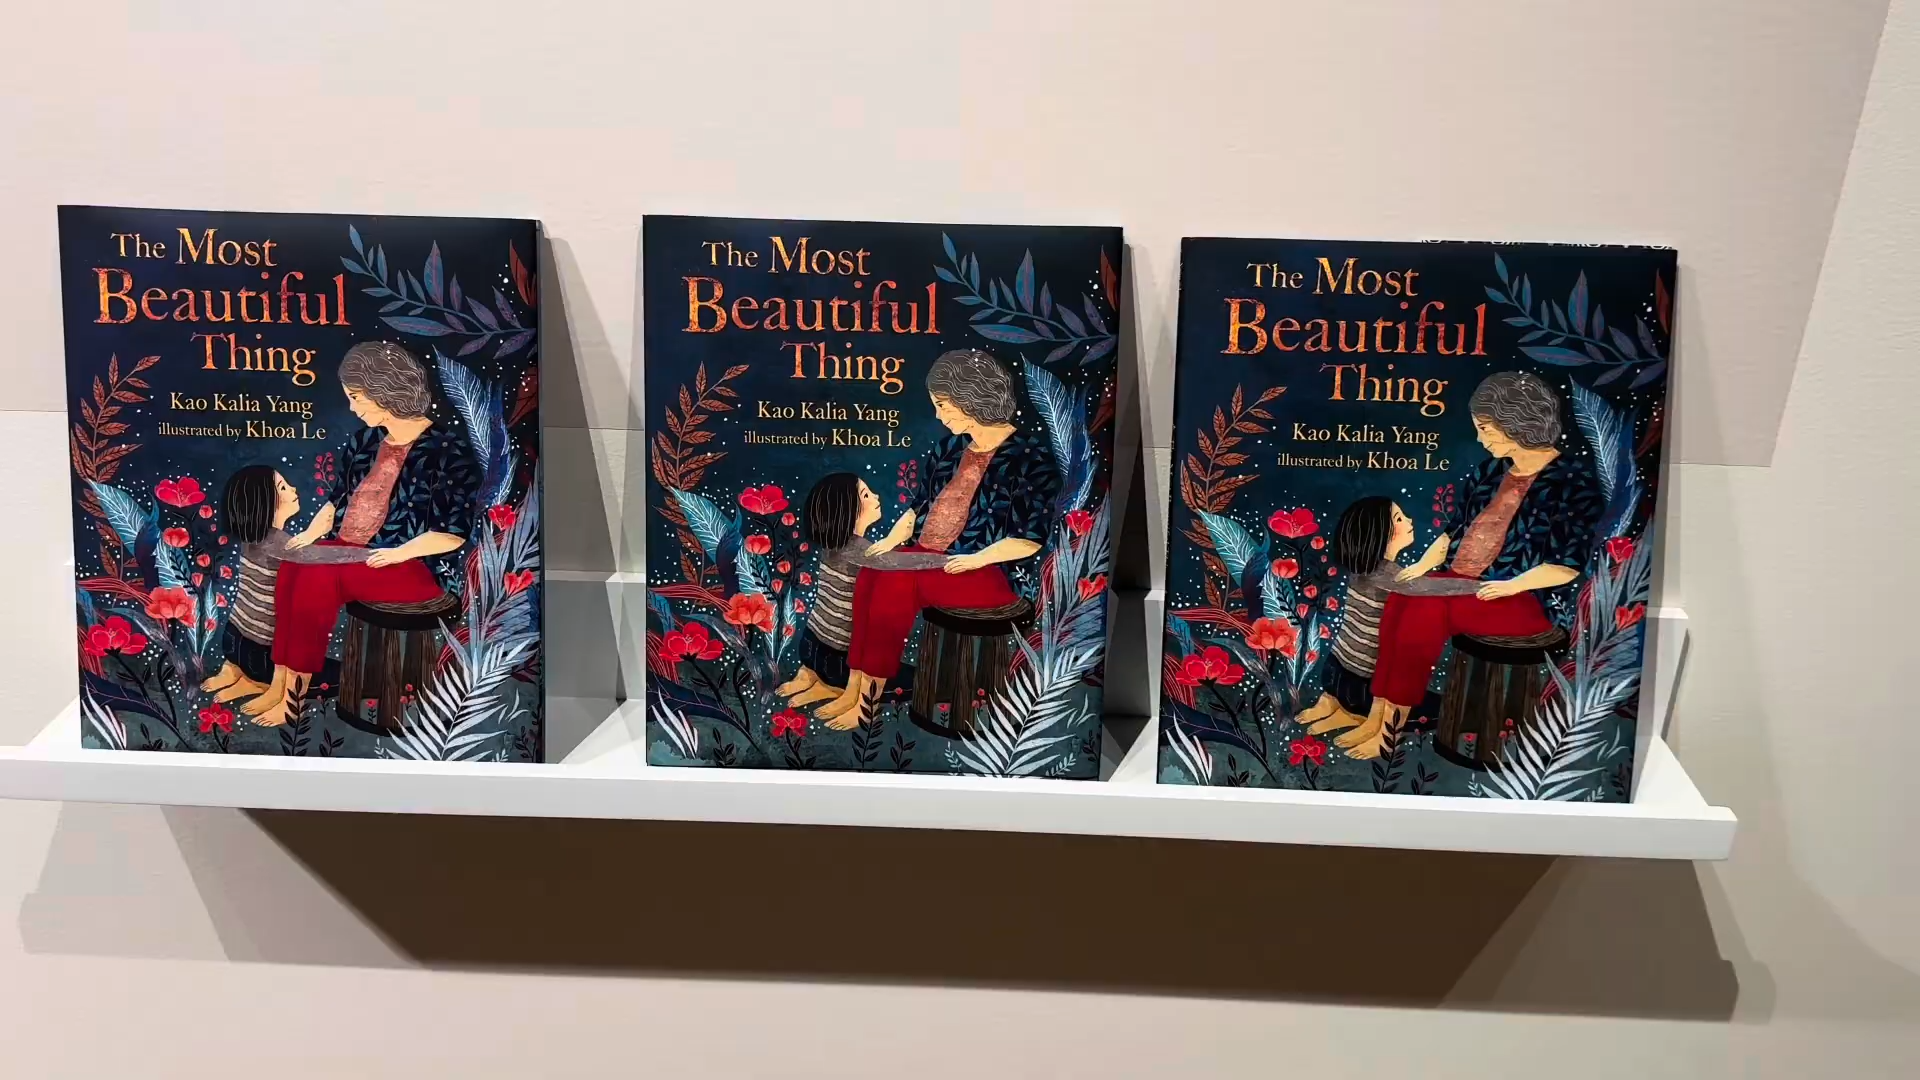 The Most
Beautiful
Thing
Kao Kalia Yang
illustrated by Khoa Le
The Most
Beautiful
Thing
Kao Kalia Yang
illustrated by Khoa Le
The Most
Beautiful
Thing
Kao Kalia Yang
illustrated by Khoa Le